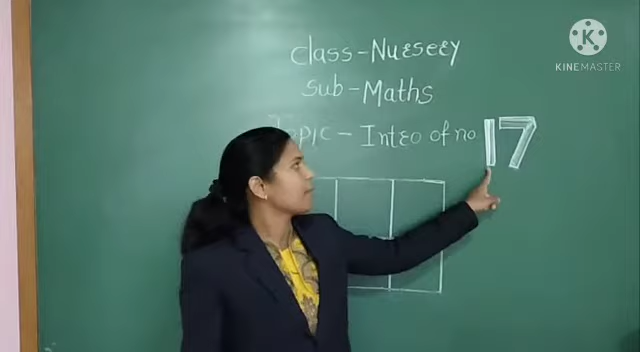 Class-Nursery
Sub-Maths
Topic - Intro of no. 17
K
KINEMASTER